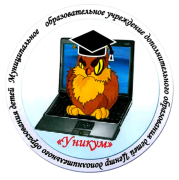 Муниципальное образовательное учреждение дополнительного образования детей Центр дополнительного образования детей
«Уникум»